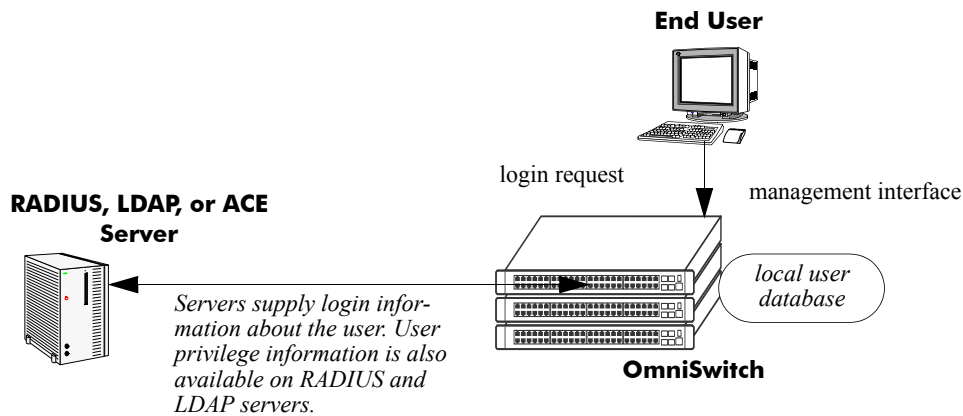 End User
login request
management interface
RADIUS, LDAP, or ACE
Server
local user
database
Servers supply login infor-
mation about the user. User
privilege information is also
available on RADIUS and
LDAP servers.
OmniSwitch